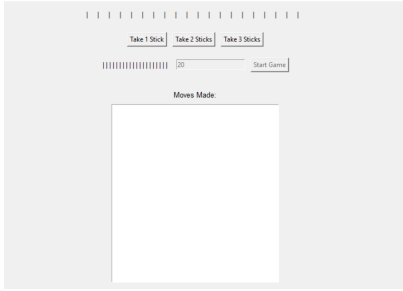 | | | | | | | | | | | | | | | | | | | |
Take 1 Stick Take 2 Sticks Take 3 Sticks
|||||||||||||||||||| 20 Start Game
Moves Made: